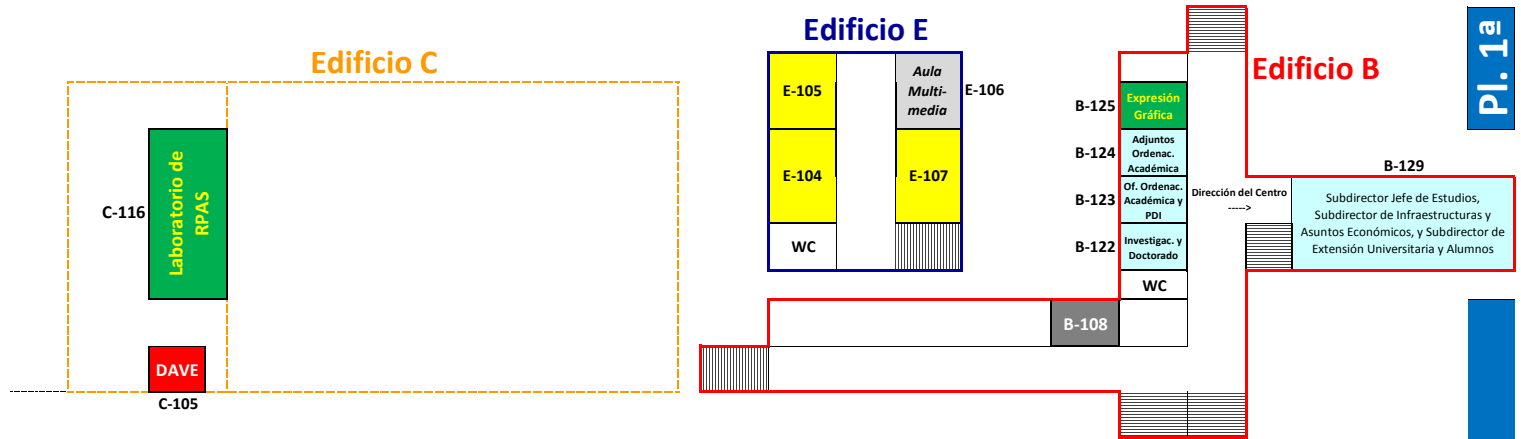 Edificio C
C-116
Laboratorio de
RPAS
DAVE
C-105
Edificio E
E-105
Aula
Multi-
media
E-106
E-104
E-107
WC
Edificio B
B-125
Expresión
Gráfica
B-124
Adjuntos
Ordenac.
Académica
B-123
Of. Ordenac.
Académica y
PDI
B-122
Investigac. y
Doctorado
WC
B-108
Dirección del Centro
----->
B-129
Subdirector Jefe de Estudios,
Subdirector de Infraestructuras y
Asuntos Económicos, y Subdirector de
Extensión Universitaria y Alumnos
Pl. 1ª